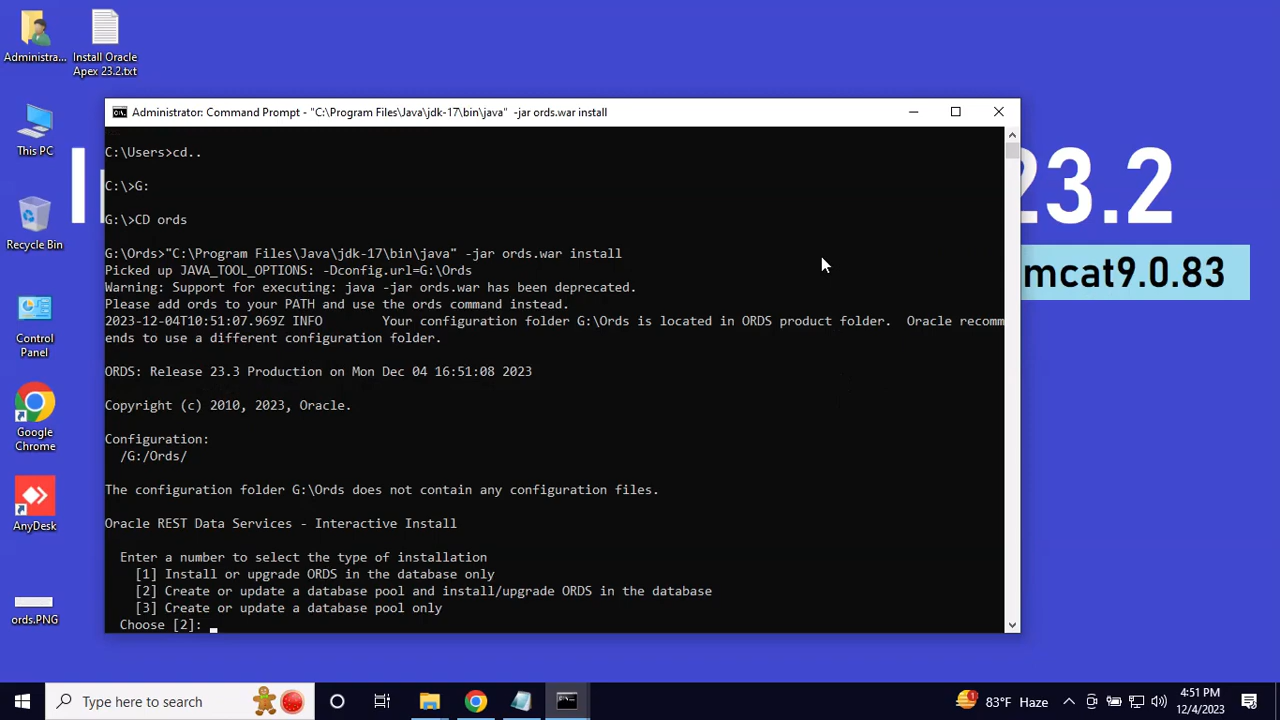 Administra...
Install Oracle
Apex 23.2.txt
This PC
Recycle Bin
Control
Panel
Google
Chrome
AnyDesk
ords.PNG
Administrator: Command Prompt - "C:\Program Files\Java\jdk-17\bin\java"  -jar ords.war install
C:\Users>cd..
C:\>G:
G:\>CD ords
G:\Ords>"C:\Program Files\Java\jdk-17\bin\java" -jar ords.war install
Picked up JAVA_TOOL_OPTIONS: -Dconfig.url=G:\Ords
Warning: Support for executing: java -jar ords.war has been deprecated.
Please add ords to your PATH and use the ords command instead.
2023-12-04T10:51:07.969Z INFO        Your configuration folder G:\Ords is located in ORDS product folder.  Oracle recomm
ends to use a different configuration folder.
ORDS: Release 23.3 Production on Mon Dec 04 16:51:08 2023
Copyright (c) 2010, 2023, Oracle.
Configuration:
/G:/Ords/
The configuration folder G:\Ords does not contain any configuration files.
Oracle REST Data Services - Interactive Install
Enter a number to select the type of installation
[1] Install or upgrade ORDS in the database only
[2] Create or update a database pool and install/upgrade ORDS in the database
[3] Create or update a database pool only
Choose [2]:
23.2
mcat9.0.83
Type here to search
83°F Haze
4:51 PM
12/4/2023